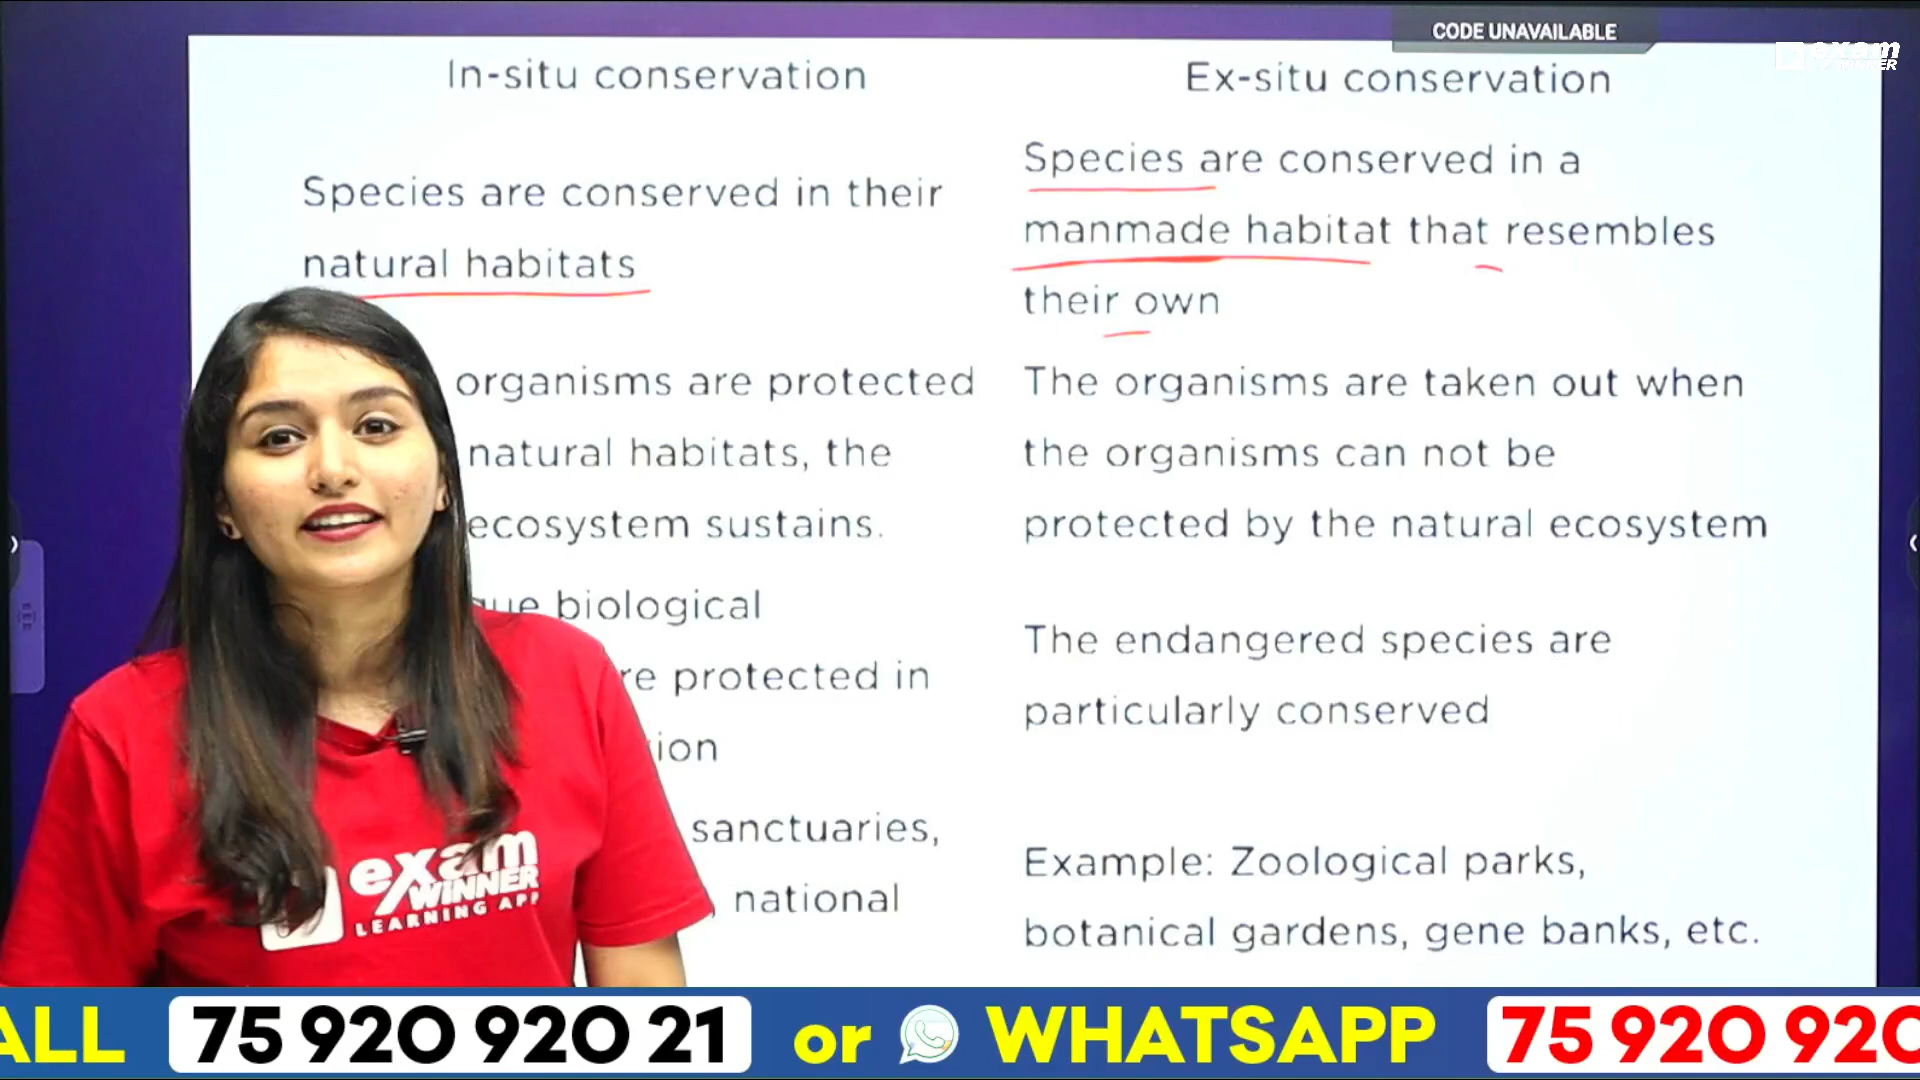 CODE UNAVAILABLE
exam
WINNER
In-situ conservation
Species are conserved in their
natural habitats
organisms are protected
natural habitats, the
ecosystem sustains.
biological
protected in
sanctuaries,
national
Ex-situ conservation
Species are conserved in a
manmade habitat that resembles
their own
The organisms are taken out when
the organisms can not be
protected by the natural ecosystem
The endangered species are
particularly conserved
Example: Zoological parks,
botanical gardens, gene banks, etc.
exam
WINNER
LEARNING APP
75 920 920 21 or WHATSAPP 75 920